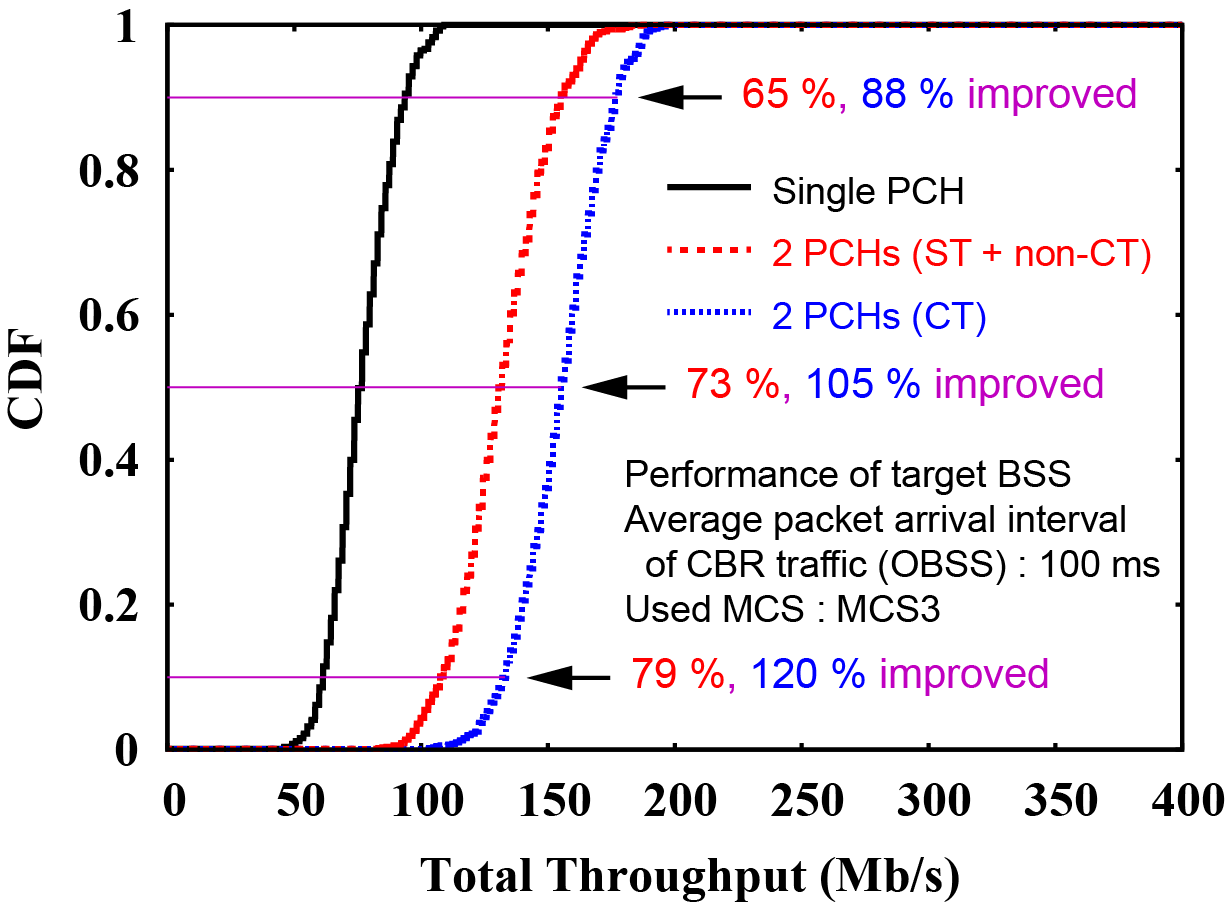 1
0.8
0.6
0.4
0.2
0
CDF
65 %, 88 % improved
Single PCH
2 PCHs (ST + non-CT)
2 PCHs (CT)
73 %, 105 % improved
Performance of target BSS
Average packet arrival interval
of CBR traffic (OBSS) : 100 ms
Used MCS : MCS3
79 %, 120 % improved
0 50 100 150 200 250 300 350 400
Total Throughput (Mb/s)